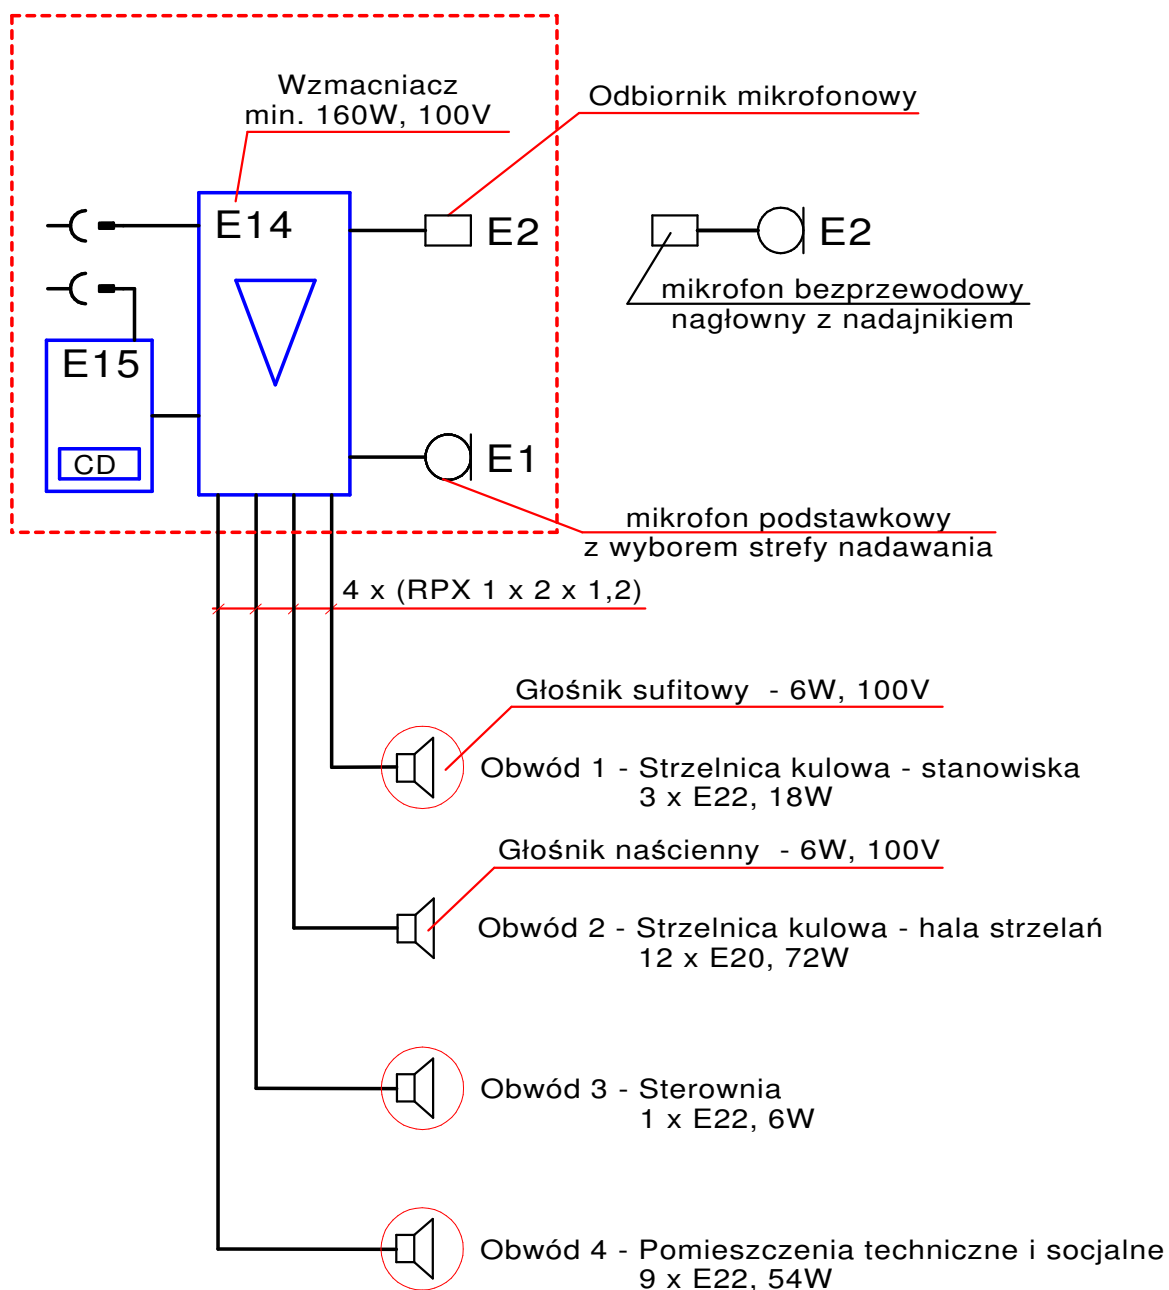 Wzmacniacz
min. 160W, 100V
Odbiornik mikrofonowy
E14
E2
E2
mikrofon bezprzewodowy
nagłowny z nadajnikiem
E15
CD
E1
mikrofon podstawkowy
z wyborem strefy nadawania
4 x (RPX 1 x 2 x 1,2)
Głośnik sufitowy - 6W, 100V
Obwód 1 - Strzelnica kulowa - stanowiska
3 x E22, 18W
Głośnik naścienny - 6W, 100V
Obwód 2 - Strzelnica kulowa - hala strzelań
12 x E20, 72W
Obwód 3 - Sterownia
1 x E22, 6W
Obwód 4 - Pomieszczenia techniczne i socjalne
9 x E22, 54W